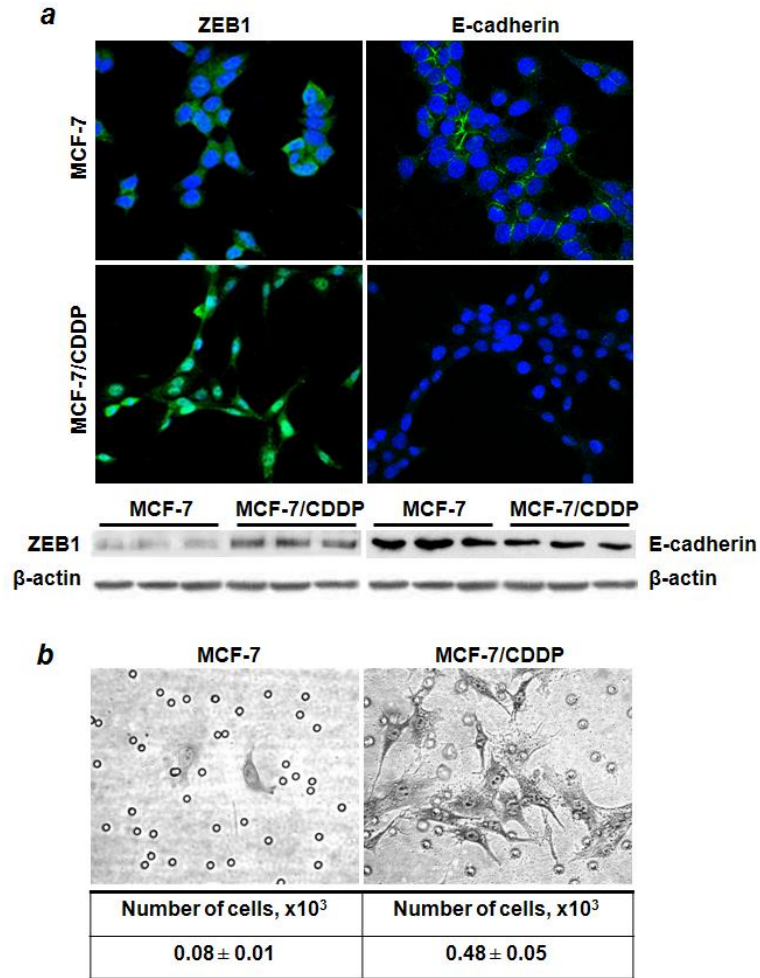 a
ZEB1 E-cadherin
MCF-7
MCF-7/CDDP
MCF-7 MCF-7/CDDP MCF-7 MCF-7/CDDP
ZEB1 E-cadherin
β-actin β-actin
b
MCF-7 MCF-7/CDDP
Number of cells, x10³ Number of cells, x10³
0.08 ± 0.01 0.48 ± 0.05